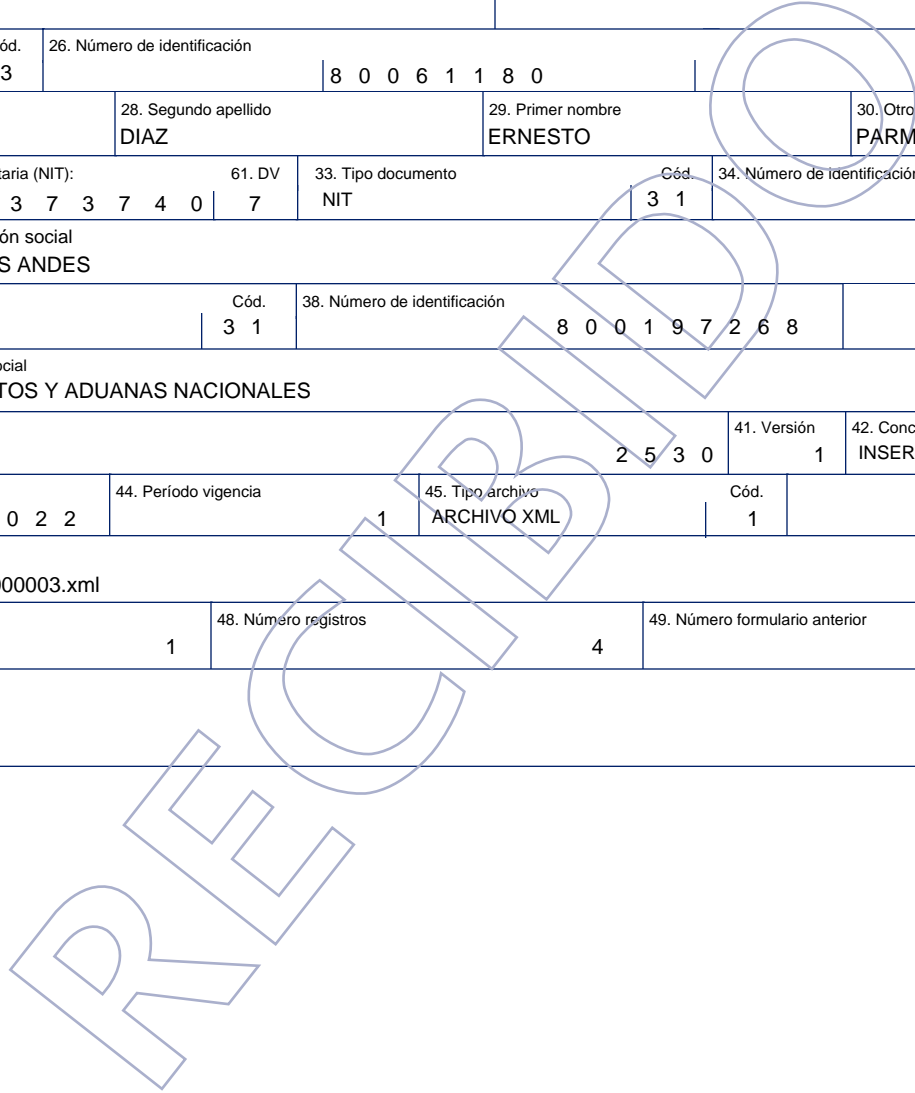 ód. 26. Número de identificación
3 8 0 0 6 1 1 8 0
28. Segundo apellido 29. Primer nombre 30. Otro
DIAZ ERNESTO PARM
taria (NIT): 61. DV 33. Tipo documento Cód. 34. Número de identificación
3 7 3 7 4 0 7 NIT 3 1
ón social
S ANDES
Cód. 38. Número de identificación
3 1 8 0 0 1 9 7 2 6 8
ocial
TOS Y ADUANAS NACIONALES
41. Versión 42. Conc
2 5 3 0 1 INSER
44. Período vigencia 45. Tipo archivo Cód.
0 2 2 1 ARCHIVO XML 1
000003.xml
48. Número registros 49. Número formulario anterior
1 4
RECIBIDO